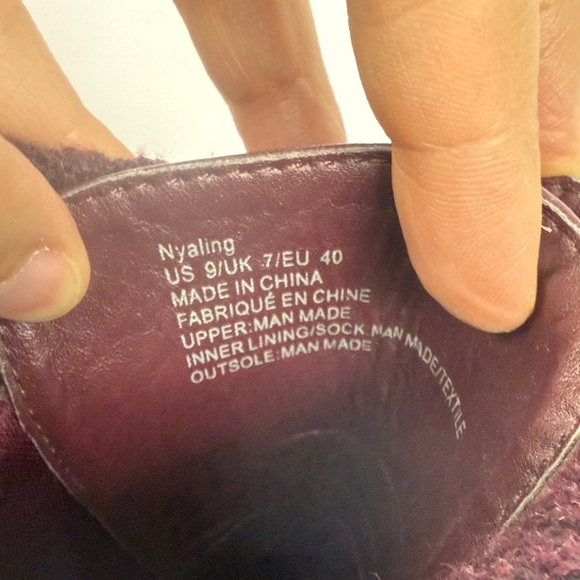 Nyaling
US 9/UK 7/EU 40
MADE IN CHINA
FABRIQUÉ EN CHINE
UPPER:MAN MADE
INNER LINING/SOCK:MAN MADE/TEXTILE
OUTSOLE:MAN MADE